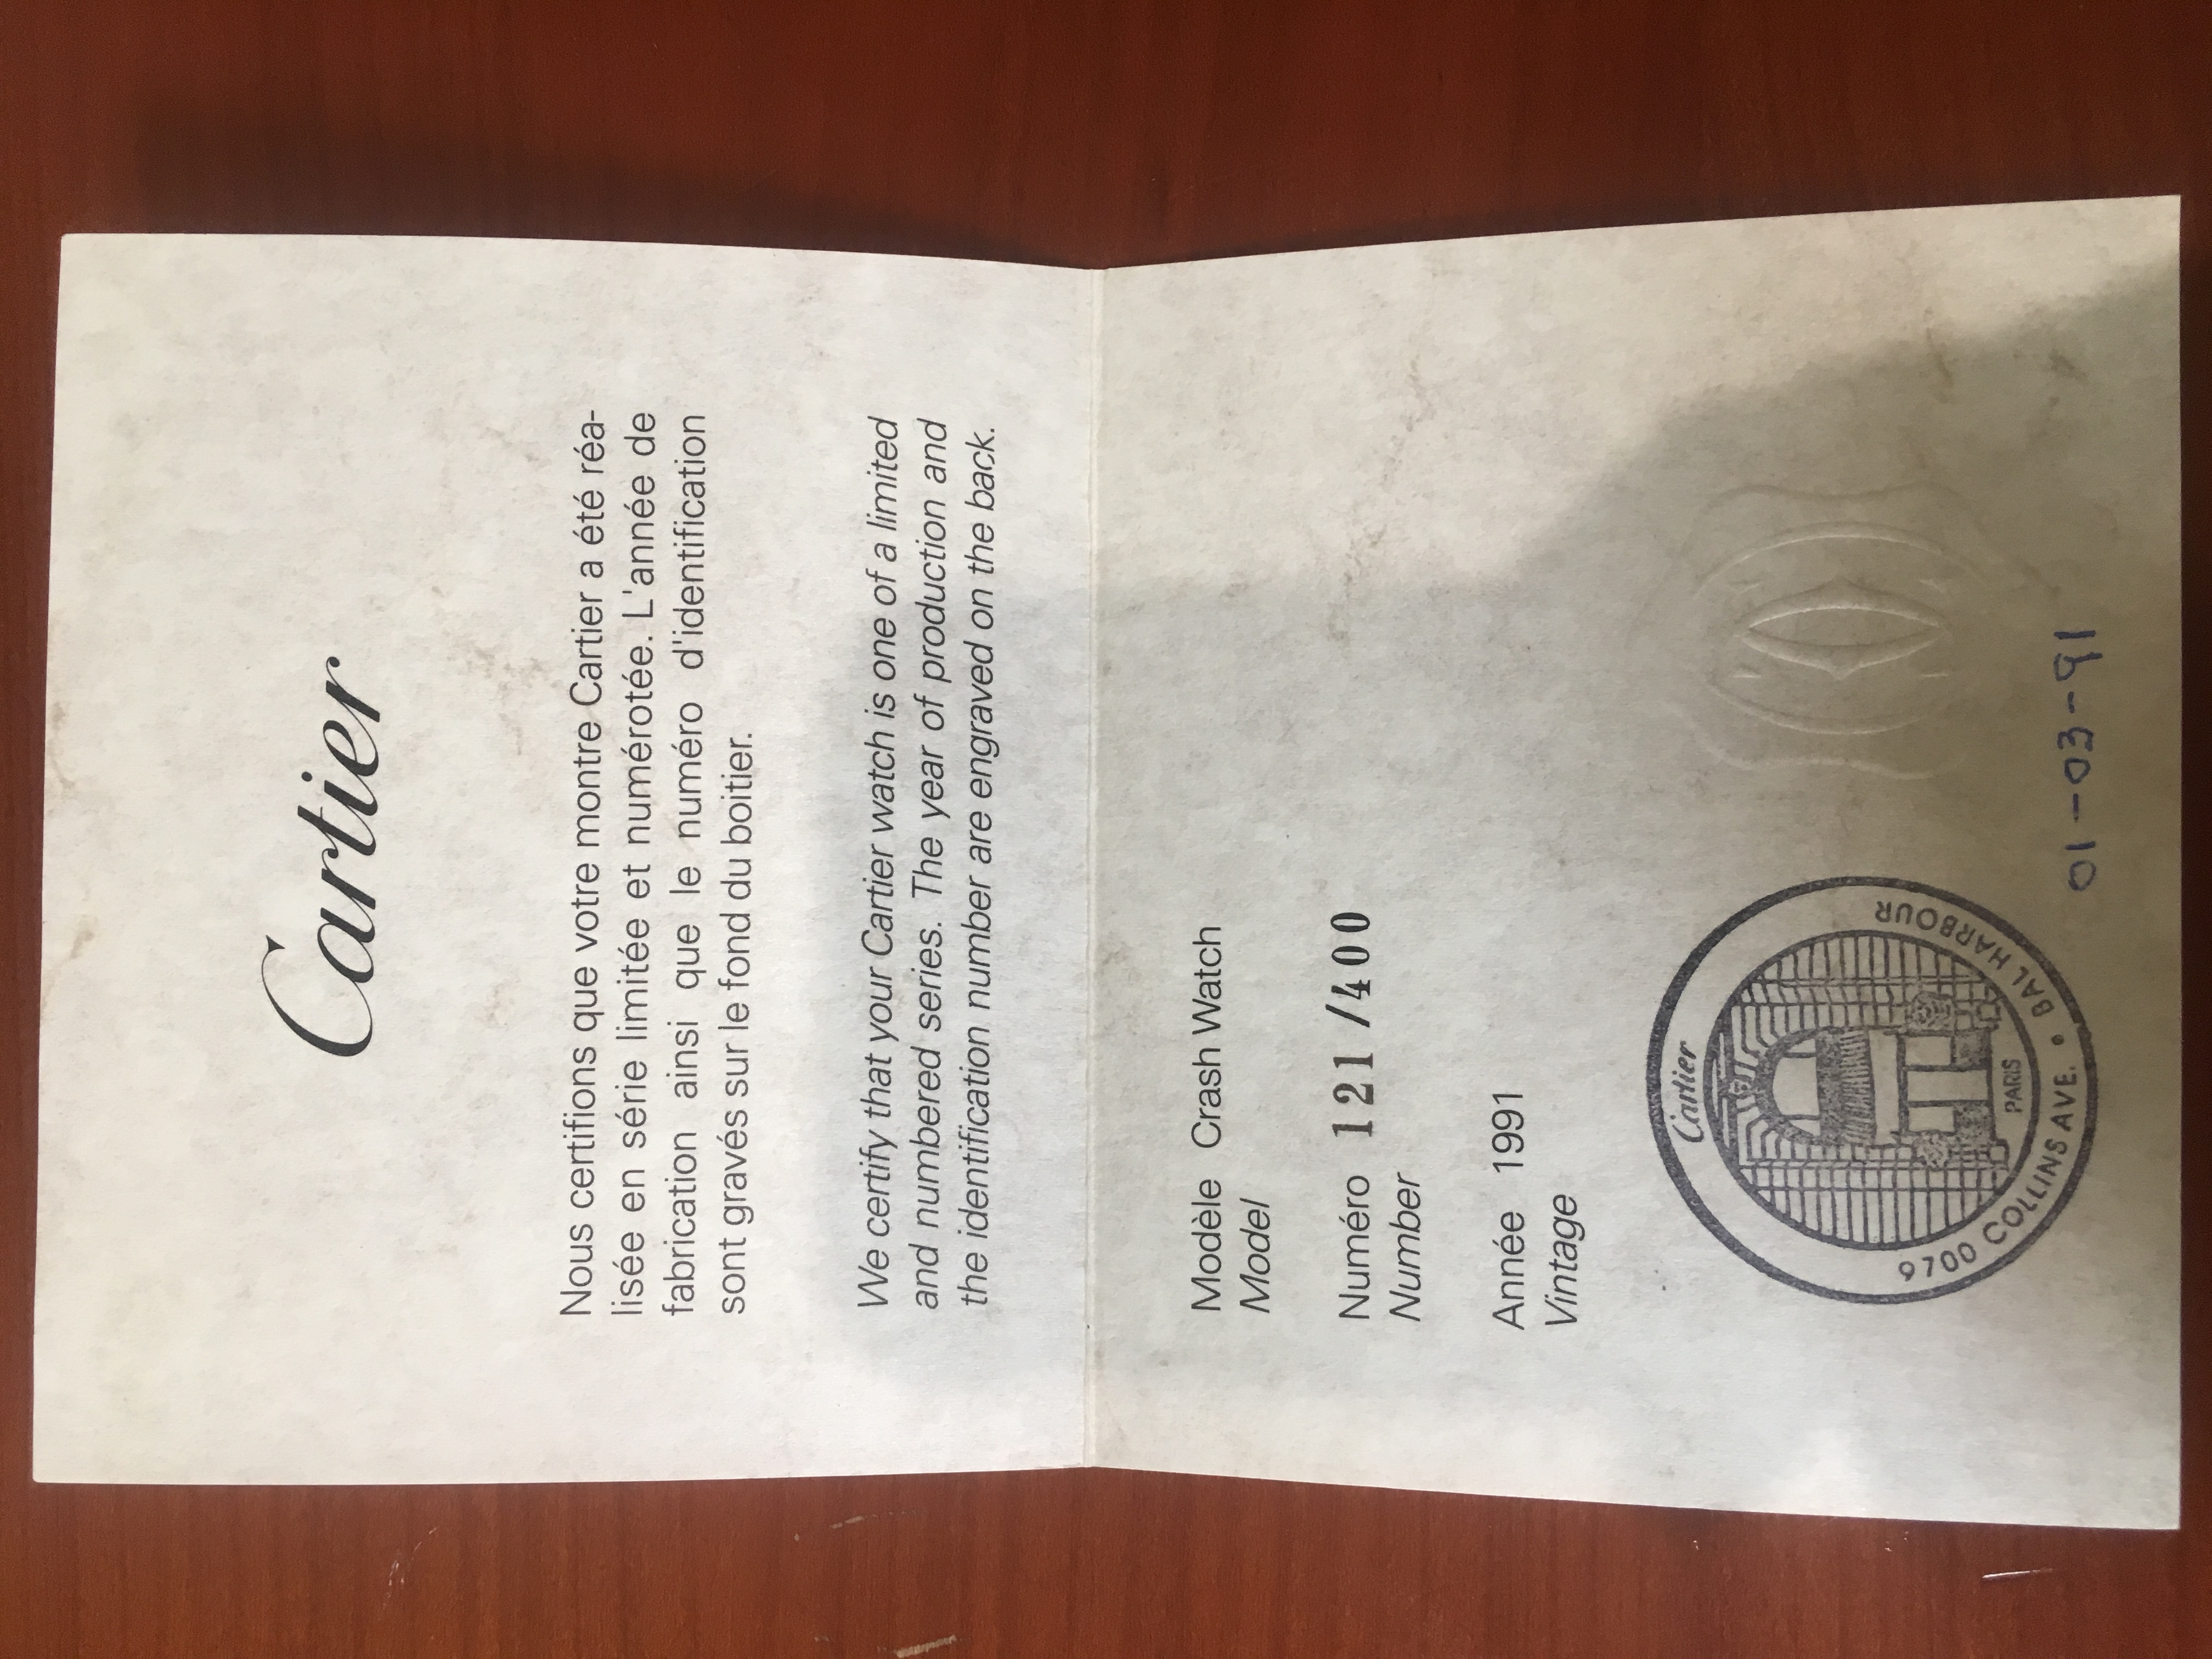 Cartier
Nous certifions que votre montre Cartier a été réa-
lisée en série limitée et numérotée. L'année de
fabrication ainsi que le numéro d'identification
sont gravés sur le fond du boitier.
We certify that your Cartier watch is one of a limited
and numbered series. The year of production and
the identification number are engraved on the back.
Modèle Crash Watch
Model
Numéro 121 /400
Number
Année 1991
Vintage
Cartier
PARIS
9700 COLLINS AVE. • BAL HARBOUR
01-03-91